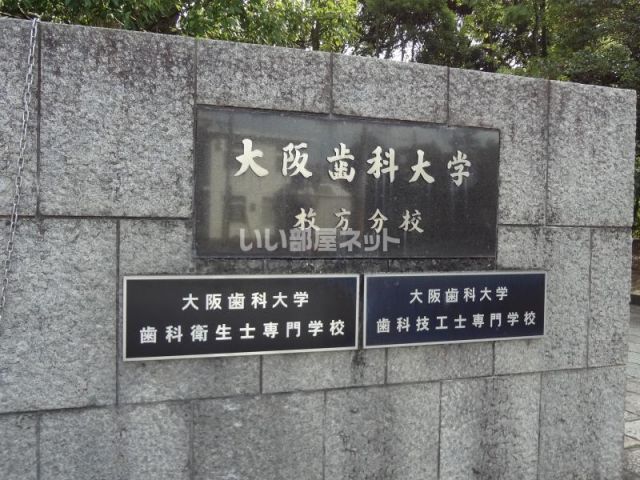 大阪歯科大学
枚方分校
いい部屋ネット
大阪歯科大学
歯科衛生士専門学校
大阪歯科大学
歯科技工士専門学校